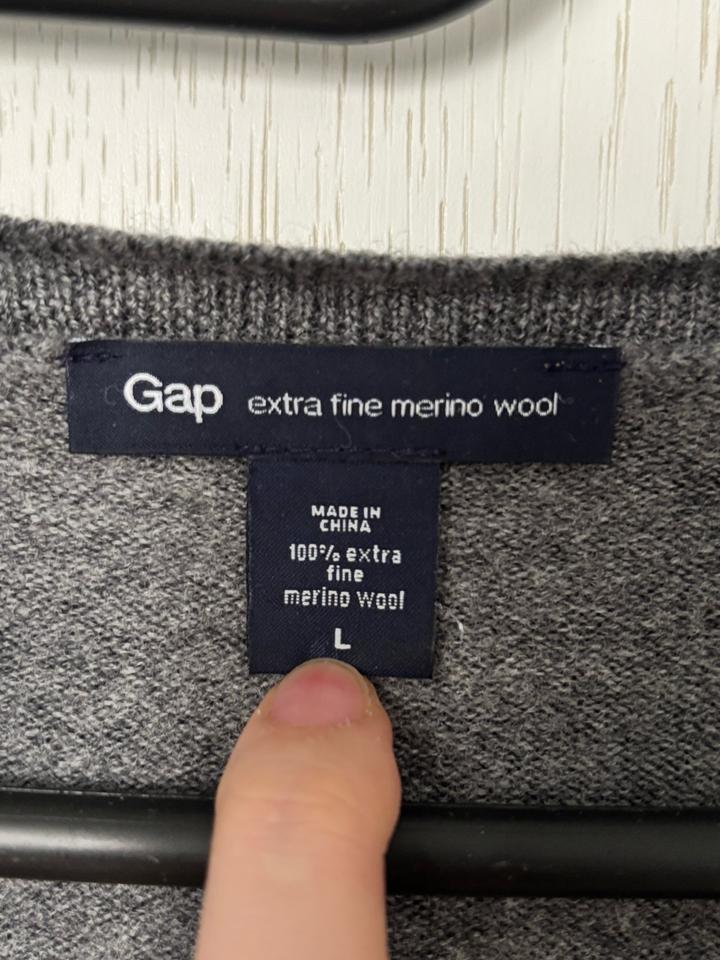 Gap extra fine merino wool
MADE IN
CHINA
100% extra
fine
merino wool
L